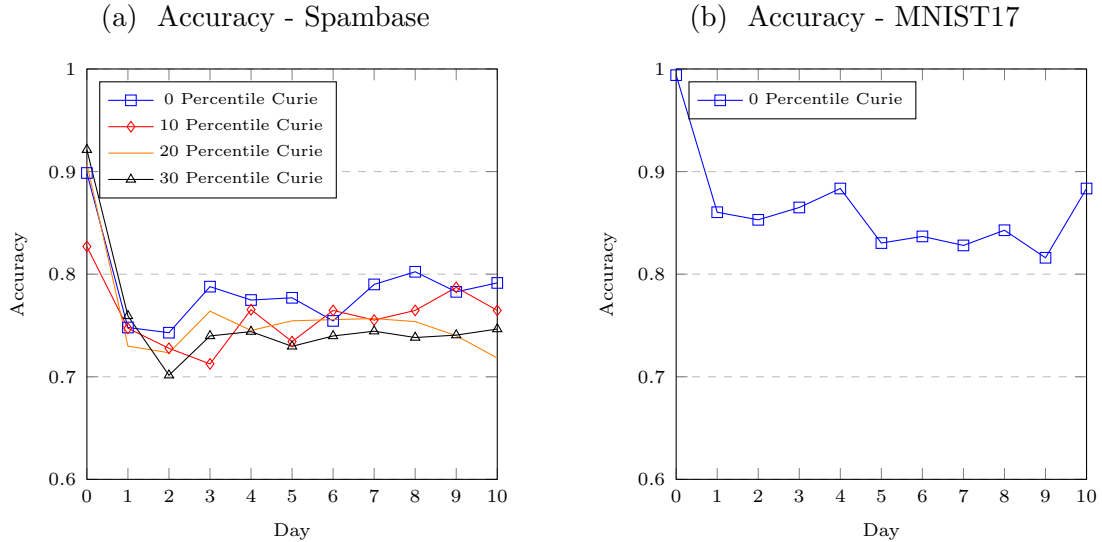 (a) Accuracy - Spambase
1
0.9
0.8
0.7
0.6
0 1 2 3 4 5 6 7 8 9 10
Accuracy
Day
0 Percentile Curie
10 Percentile Curie
20 Percentile Curie
30 Percentile Curie
(b) Accuracy - MNIST17
1
0.9
0.8
0.7
0.6
0 1 2 3 4 5 6 7 8 9 10
Accuracy
Day
0 Percentile Curie